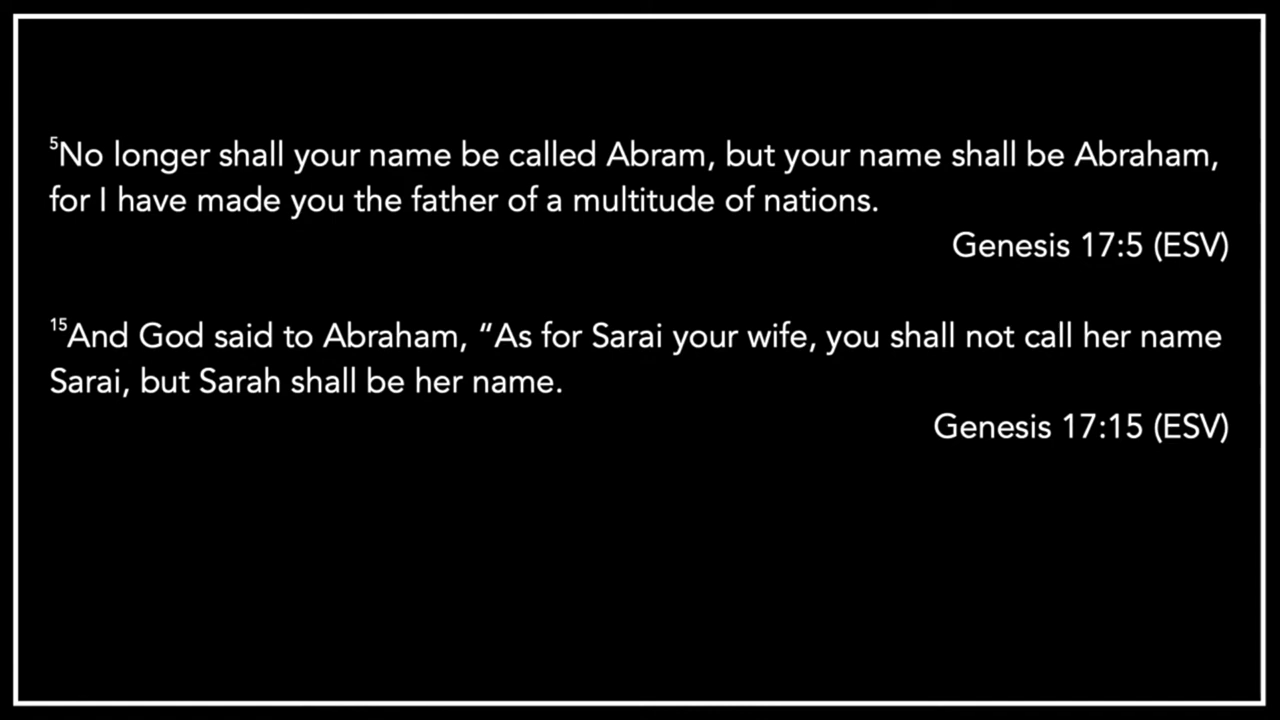 5No longer shall your name be called Abram, but your name shall be Abraham,
for I have made you the father of a multitude of nations.
Genesis 17:5 (ESV)
15And God said to Abraham, “As for Sarai your wife, you shall not call her name
Sarai, but Sarah shall be her name.
Genesis 17:15 (ESV)